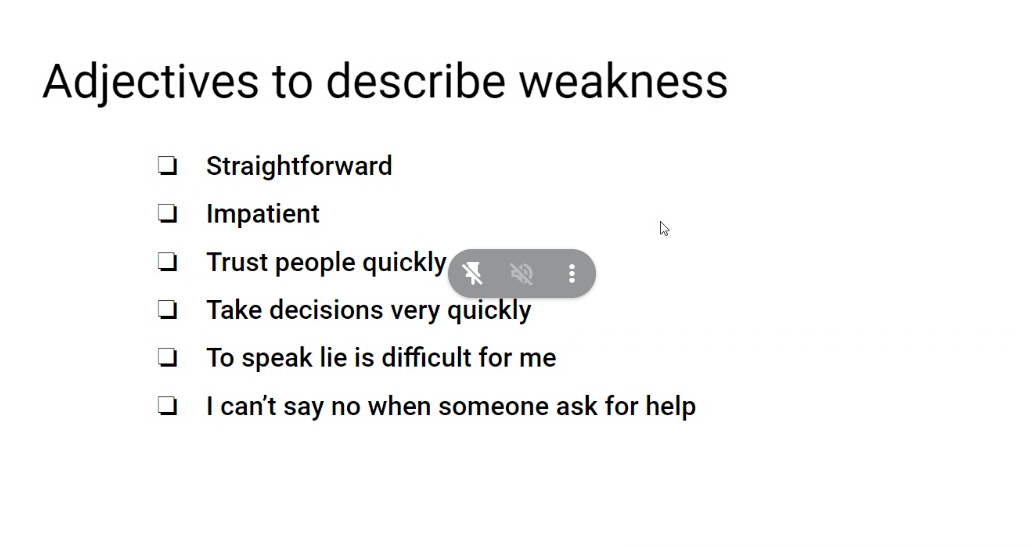 Adjectives to describe weakness
Straightforward
Impatient
Trust people quickly
Take decisions very quickly
To speak lie is difficult for me
I can’t say no when someone ask for help